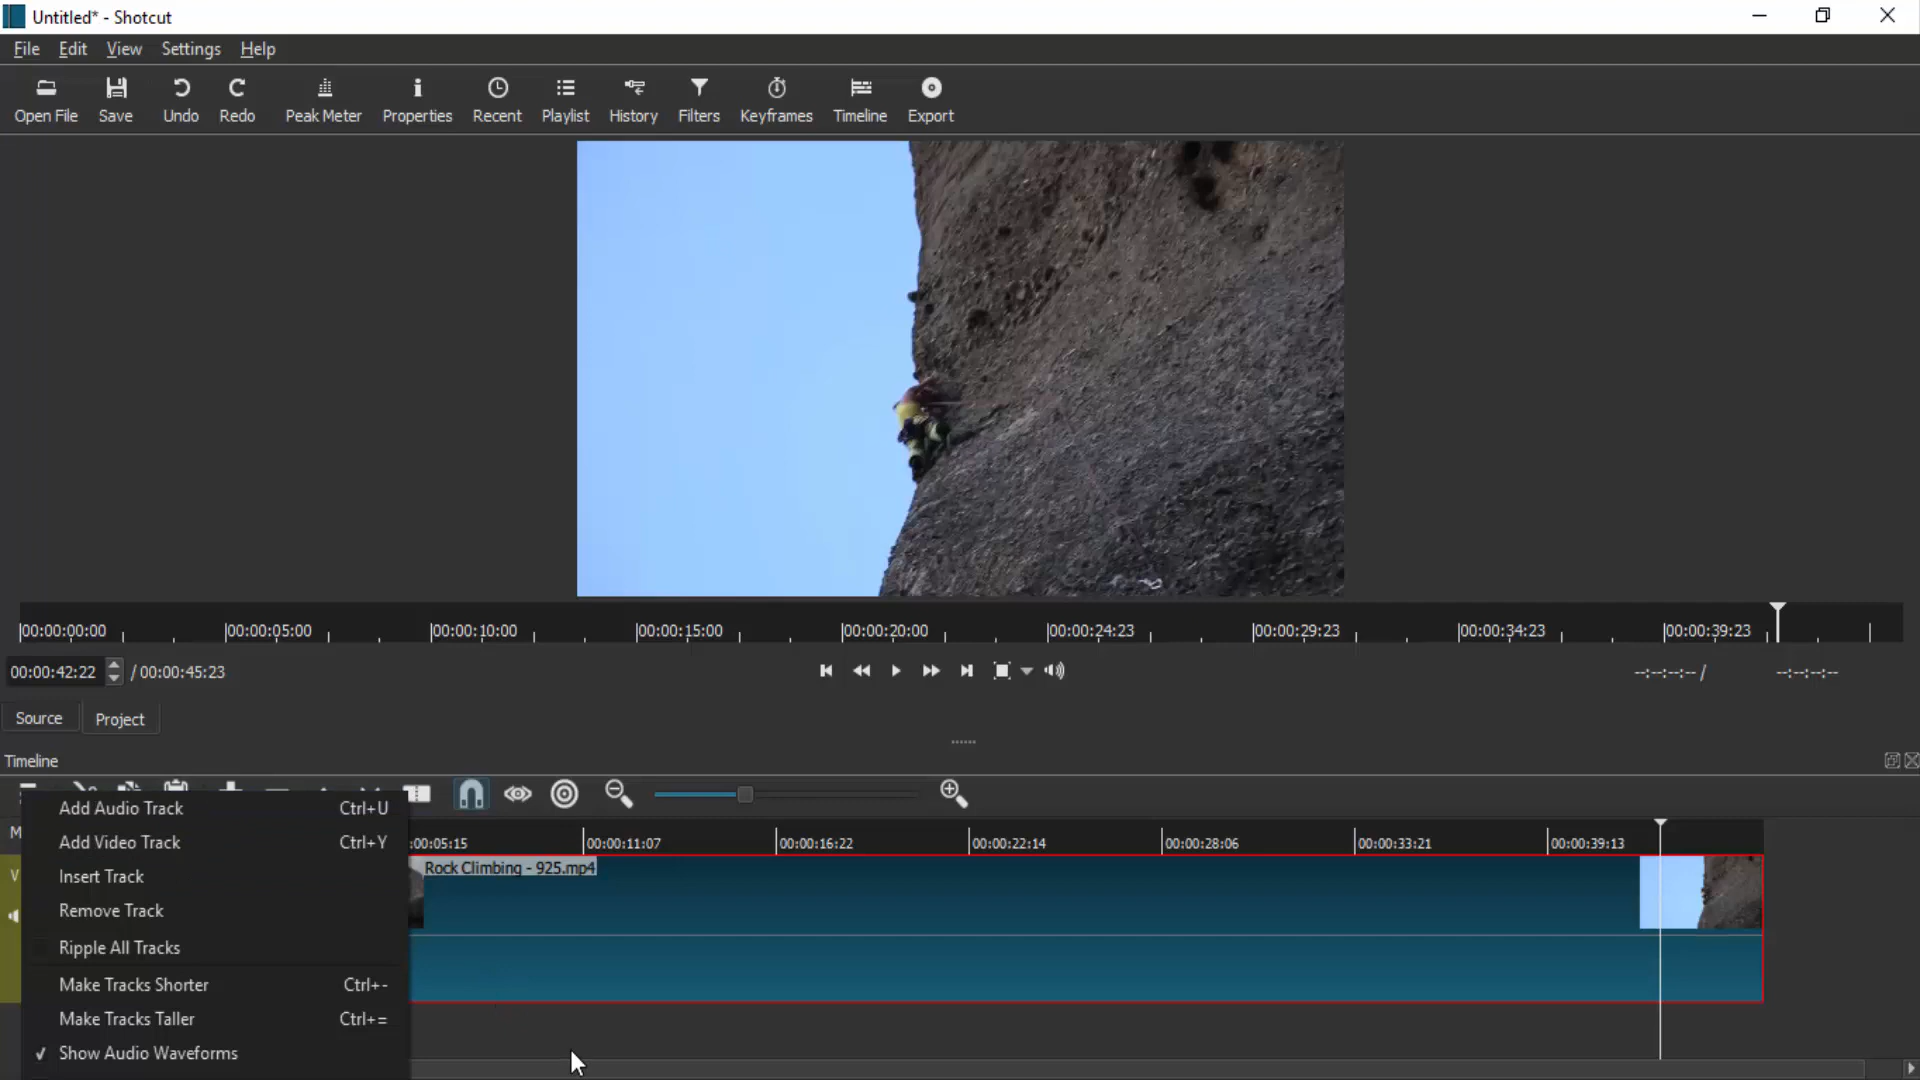 Untitled* - Shotcut
File Edit View Settings Help
Open File Save Undo Redo Peak Meter Properties Recent Playlist History Filters Keyframes Timeline Export
00:00:00:00 00:00:05:00 00:00:10:00 00:00:15:00 00:00:20:00 00:00:24:23 00:00:29:23 00:00:34:23 00:00:39:23
00:00:42:22 / 00:00:45:23 --:--:--:-- / --:--:--:--
Source Project
Timeline
Add Audio Track Ctrl+U
Add Video Track Ctrl+Y
Insert Track
Remove Track
Ripple All Tracks
Make Tracks Shorter Ctrl+-
Make Tracks Taller Ctrl+=
Show Audio Waveforms
:00:05:15 00:00:11:07 00:00:16:22 00:00:22:14 00:00:28:06 00:00:33:21 00:00:39:13
Rock Climbing - 925.mp4
M
V